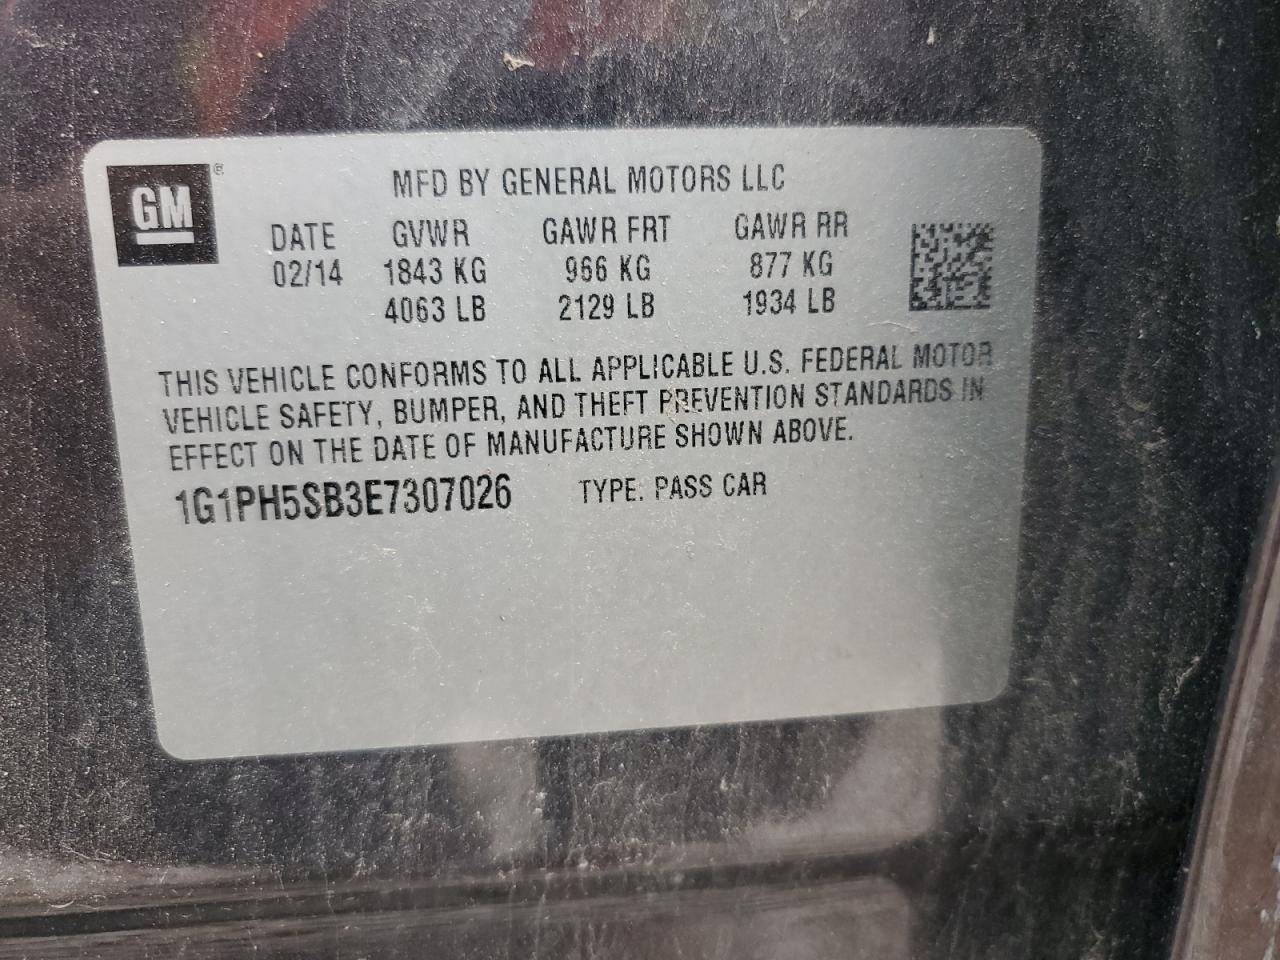 GM ®
MFD BY GENERAL MOTORS LLC
DATE GVWR GAWR FRT GAWR RR
02/14 1843 KG 966 KG 877 KG
4063 LB 2129 LB 1934 LB
THIS VEHICLE CONFORMS TO ALL APPLICABLE U.S. FEDERAL MOTOR
VEHICLE SAFETY, BUMPER, AND THEFT PREVENTION STANDARDS IN
EFFECT ON THE DATE OF MANUFACTURE SHOWN ABOVE.
1G1PH5SB3E7307026 TYPE: PASS CAR